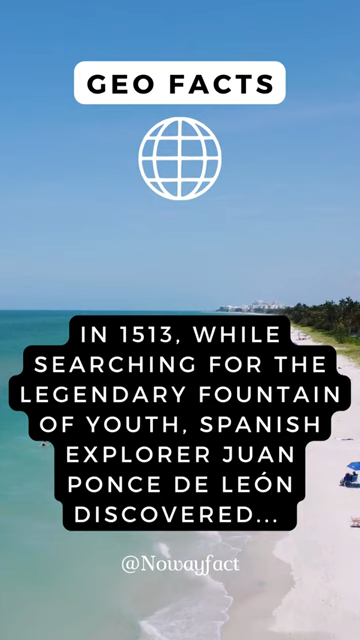 GEO FACTS
IN 1513, WHILE
SEARCHING FOR THE
LEGENDARY FOUNTAIN
OF YOUTH, SPANISH
EXPLORER JUAN
PONCE DE LEÓN
DISCOVERED...
@Nowayfact